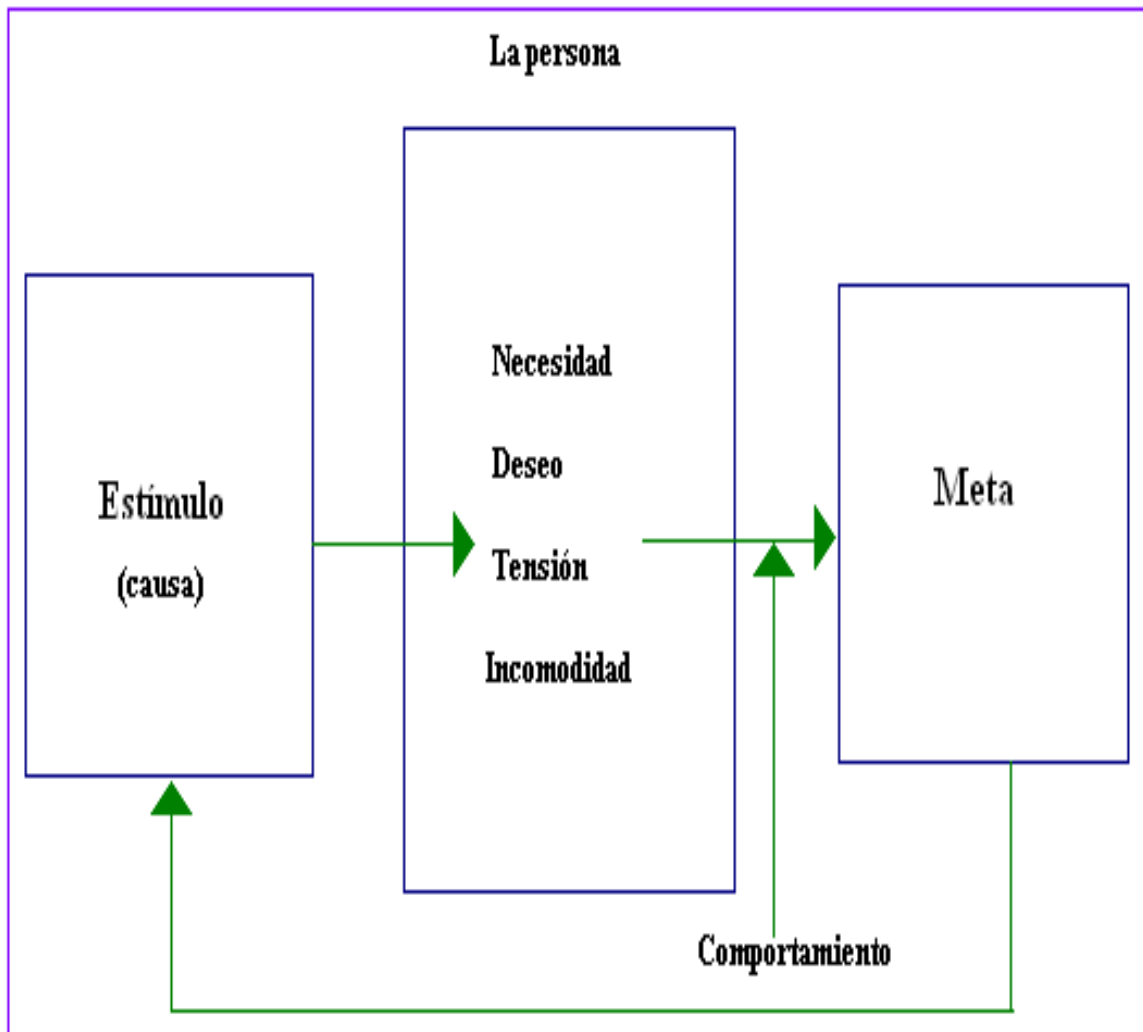 La persona
Estímulo
(causa)
Necesidad
Deseo
Tensión
Incomodidad
Meta
Comportamiento